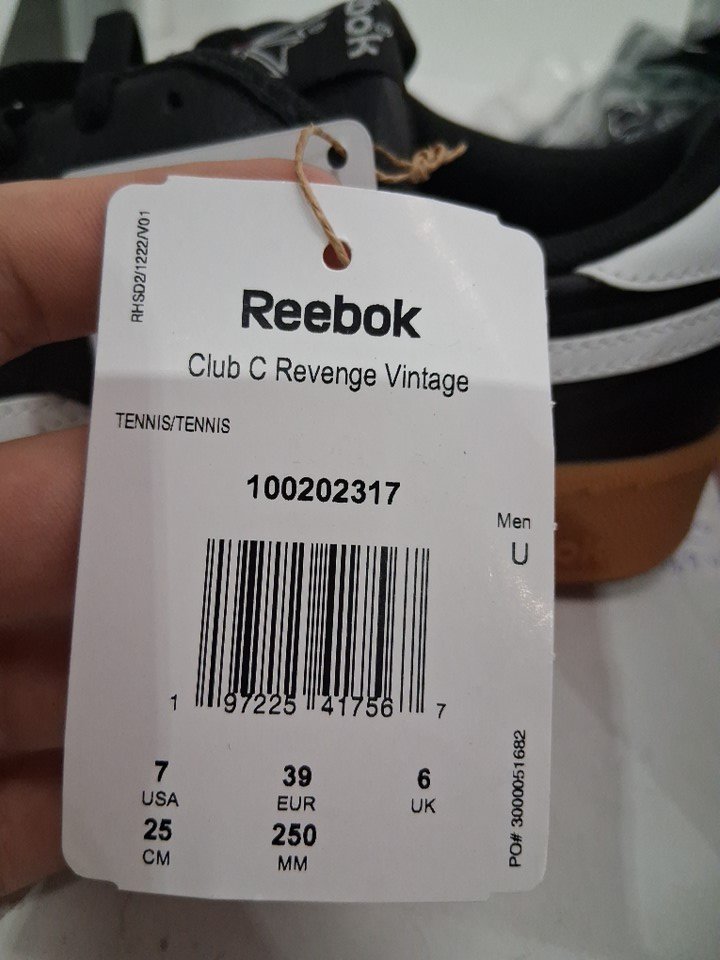 Reebok
RHSD2/1222/V01
Reebok
Club C Revenge Vintage
TENNIS/TENNIS
100202317
Men
U
1 97225 41756 7
7 39 6
USA EUR UK
25 250
CM MM
PO# 3000051682